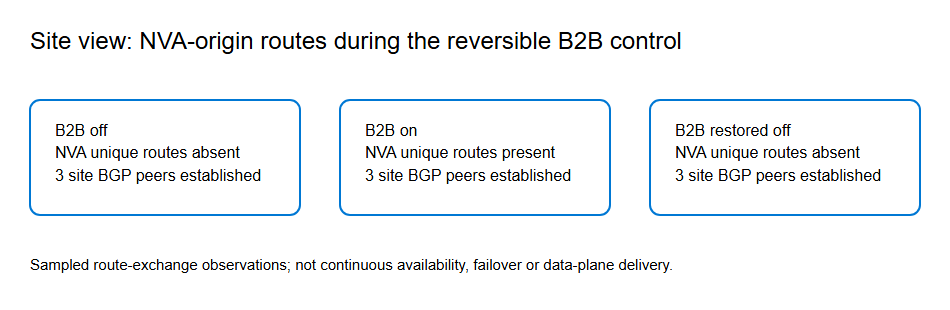 Site view: NVA-origin routes during the reversible B2B control
B2B off
NVA unique routes absent
3 site BGP peers established
B2B on
NVA unique routes present
3 site BGP peers established
B2B restored off
NVA unique routes absent
3 site BGP peers established
Sampled route-exchange observations; not continuous availability, failover or data-plane delivery.